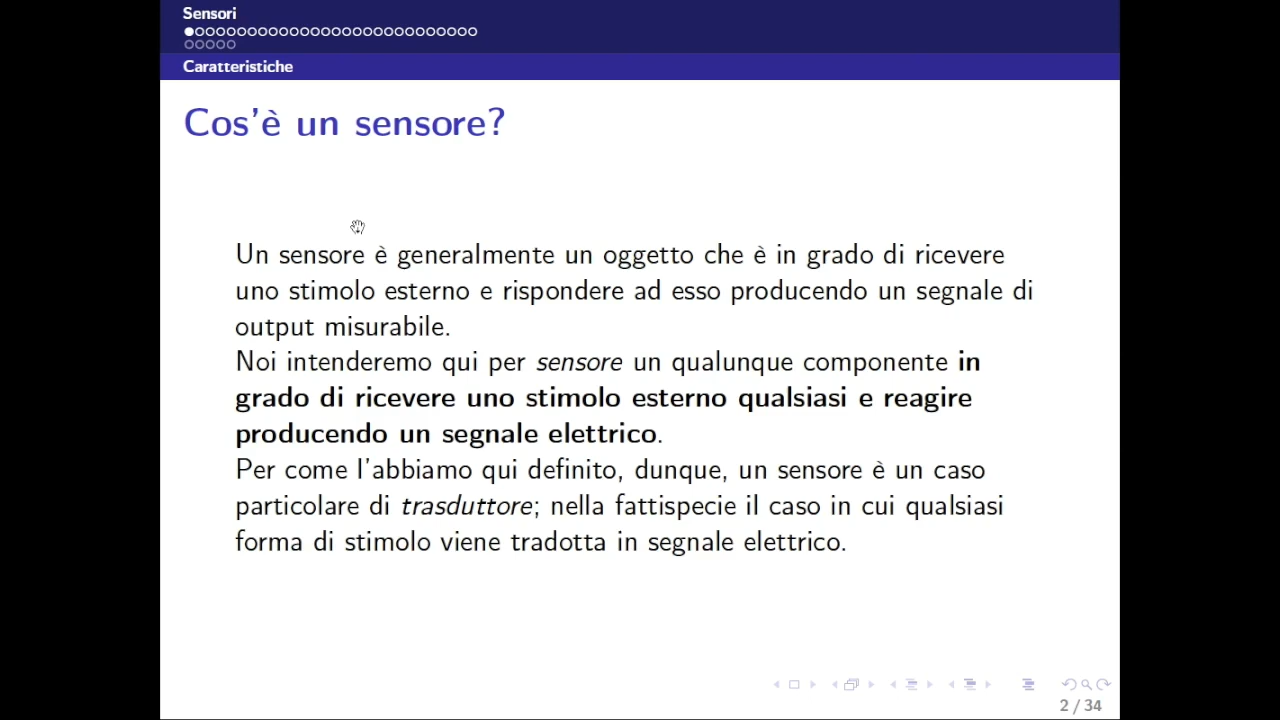 Sensori
Caratteristiche
Cos'è un sensore?
Un sensore è generalmente un oggetto che è in grado di ricevere
uno stimolo esterno e rispondere ad esso producendo un segnale di
output misurabile.
Noi intenderemo qui per sensore un qualunque componente in
grado di ricevere uno stimolo esterno qualsiasi e reagire
producendo un segnale elettrico.
Per come l'abbiamo qui definito, dunque, un sensore è un caso
particolare di trasduttore; nella fattispecie il caso in cui qualsiasi
forma di stimolo viene tradotta in segnale elettrico.
2 / 34